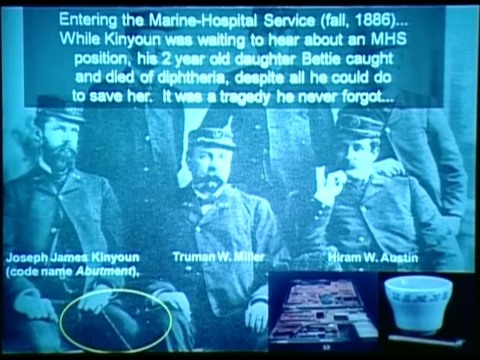 Entering the Marine-Hospital Service (fall, 1886)...
While Kinyoun was waiting to hear about an MHS
position, his 2 year old daughter Bettie caught
and died of diphtheria, despite all he could do
to save her. It was a tragedy he never forgot...
Joseph James Kinyoun
(code name Abutment),
Truman W. Miller
Hiram W. Austin